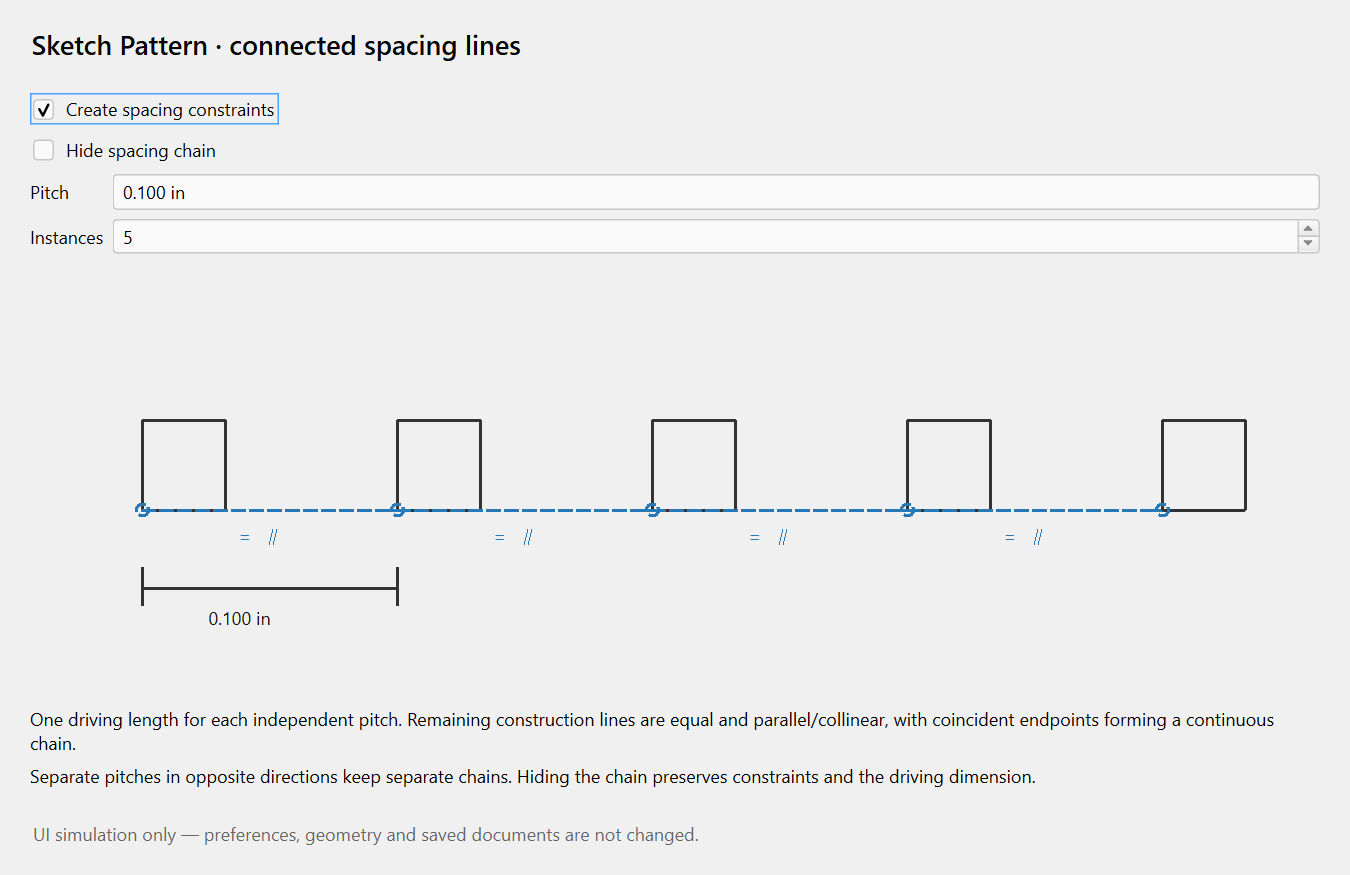 Sketch Pattern · connected spacing lines
Create spacing constraints
Hide spacing chain
Pitch 0.100 in
Instances 5
= // = // = // = //
0.100 in
One driving length for each independent pitch. Remaining construction lines are equal and parallel/collinear, with coincident endpoints forming a continuous
chain.
Separate pitches in opposite directions keep separate chains. Hiding the chain preserves constraints and the driving dimension.
UI simulation only — preferences, geometry and saved documents are not changed.